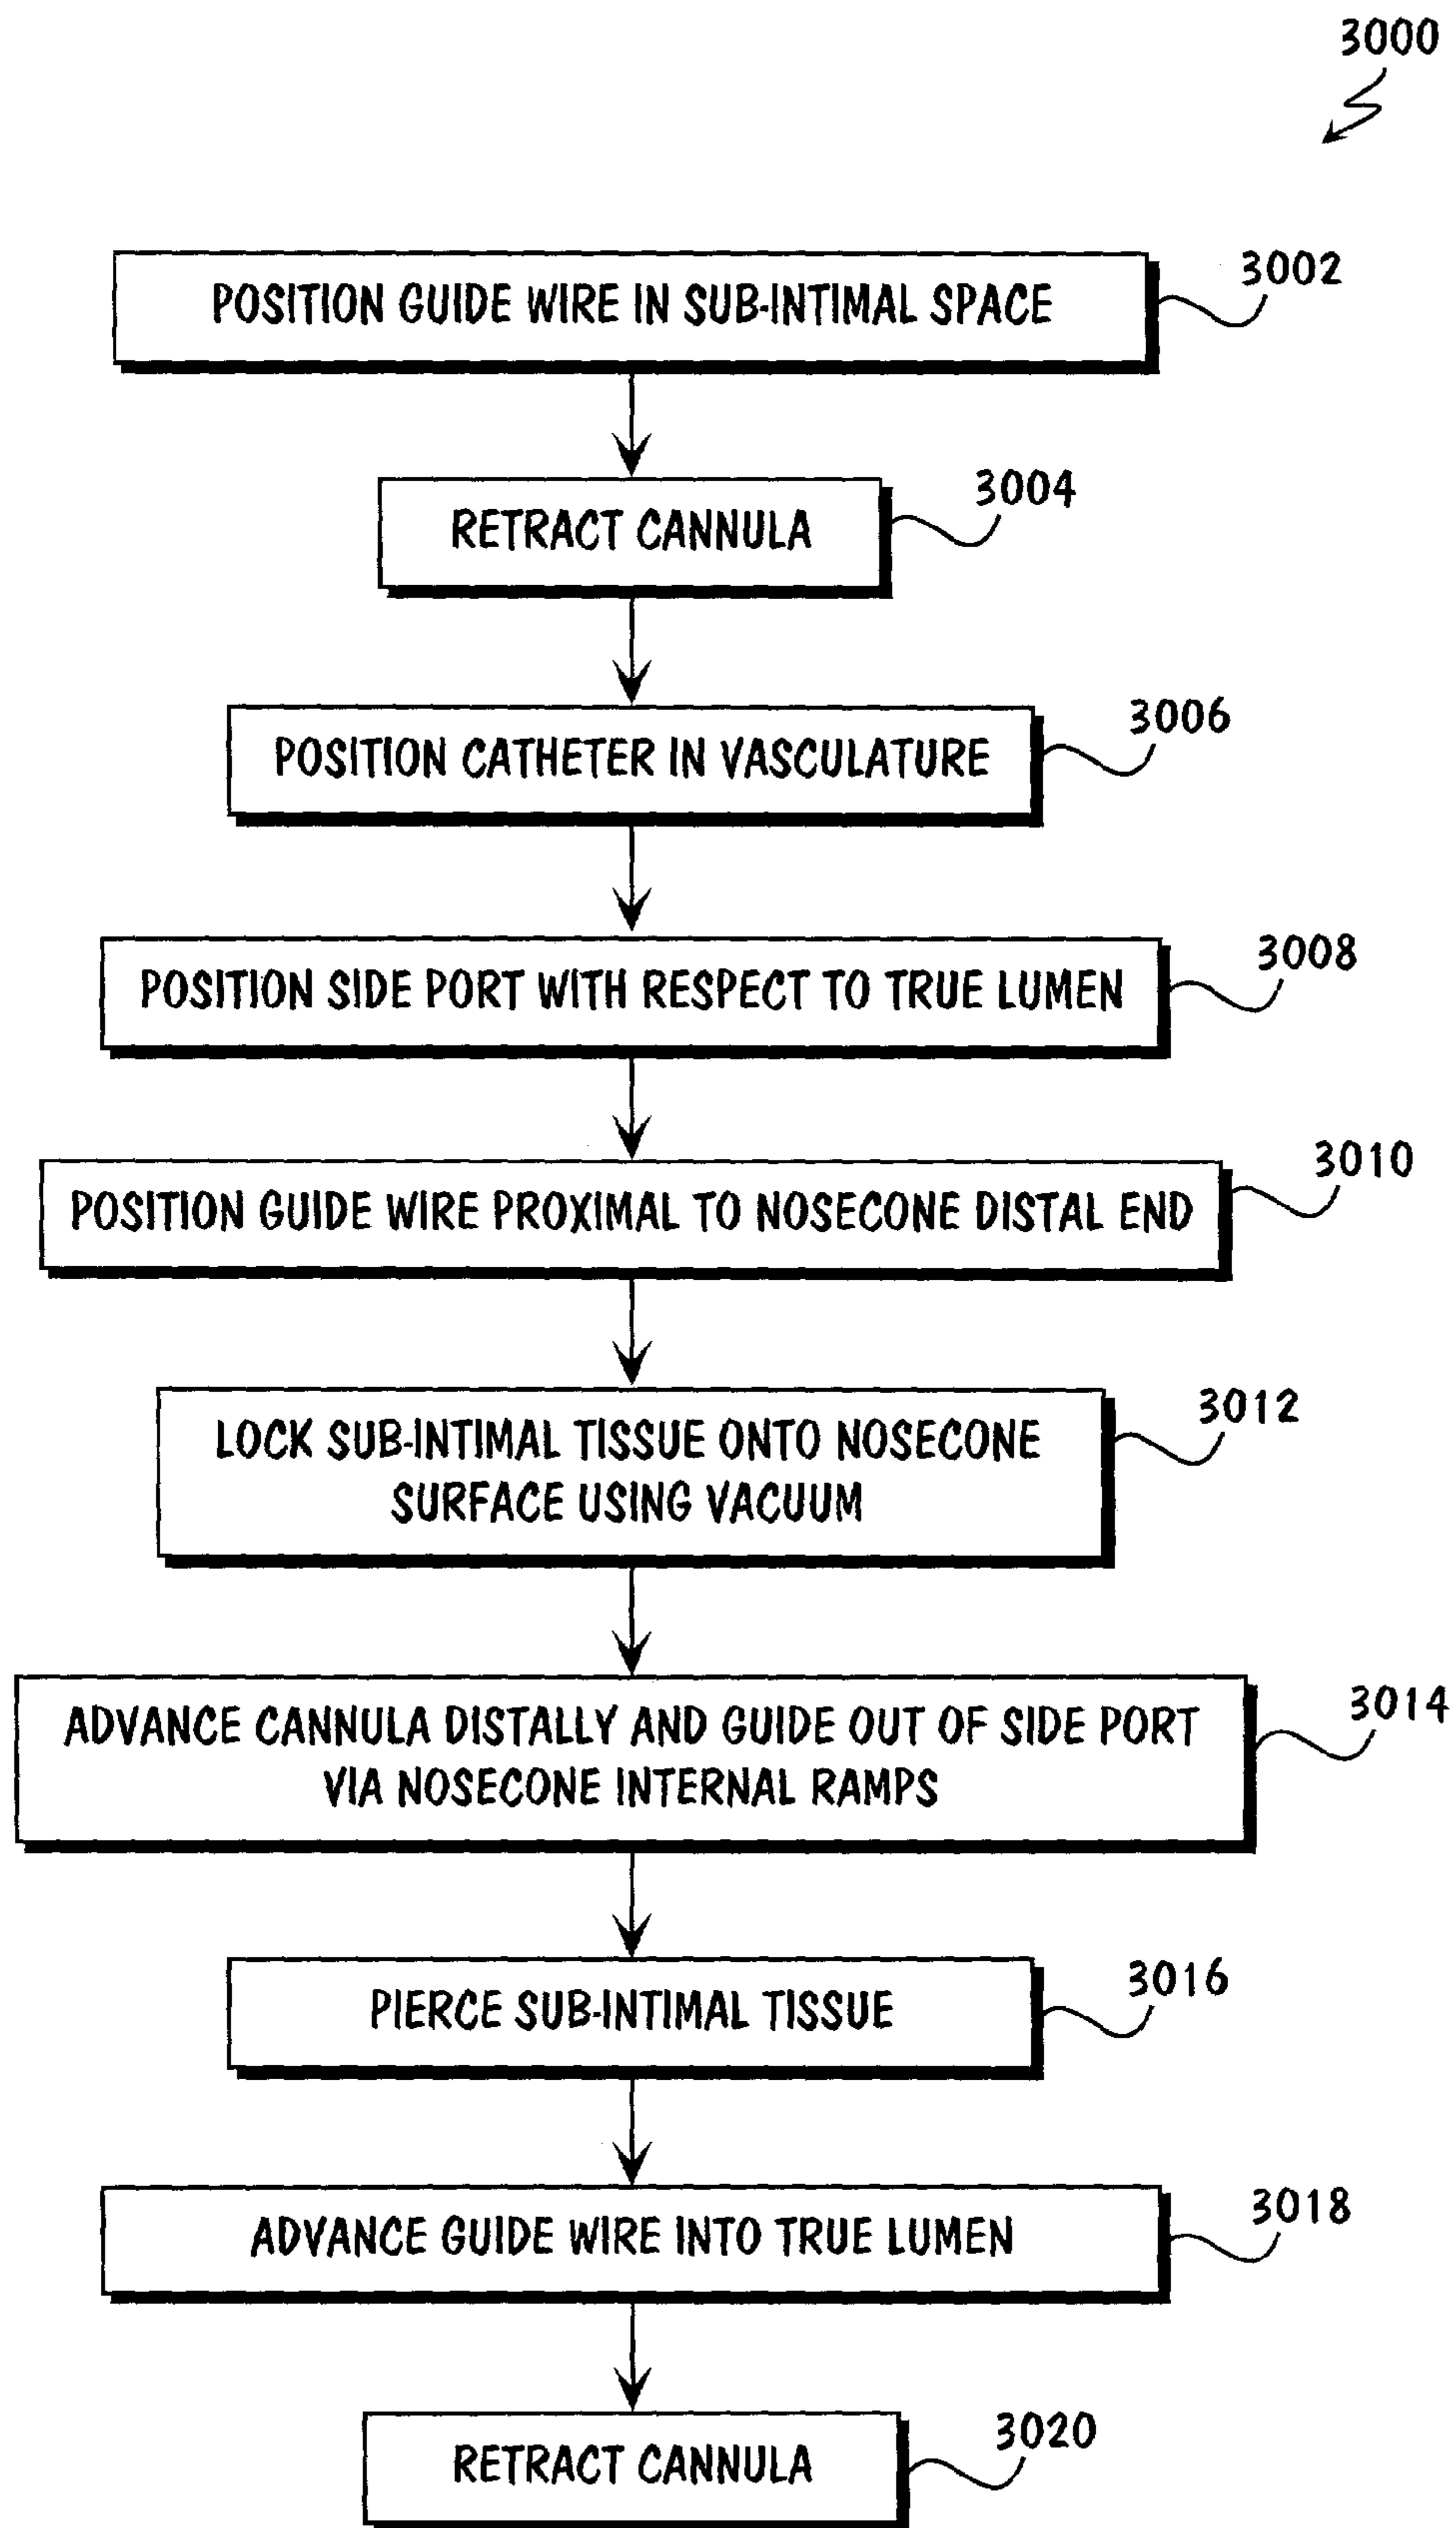 3000
POSITION GUIDE WIRE IN SUB-INTIMAL SPACE
3002
RETRACT CANNULA
3004
POSITION CATHETER IN VASCULATURE
3006
POSITION SIDE PORT WITH RESPECT TO TRUE LUMEN
3008
POSITION GUIDE WIRE PROXIMAL TO NOSECONE DISTAL END
3010
LOCK SUB-INTIMAL TISSUE ONTO NOSECONE
SURFACE USING VACUUM
3012
ADVANCE CANNULA DISTALLY AND GUIDE OUT OF SIDE PORT
VIA NOSECONE INTERNAL RAMPS
3014
PIERCE SUB-INTIMAL TISSUE
3016
ADVANCE GUIDE WIRE INTO TRUE LUMEN
3018
RETRACT CANNULA
3020